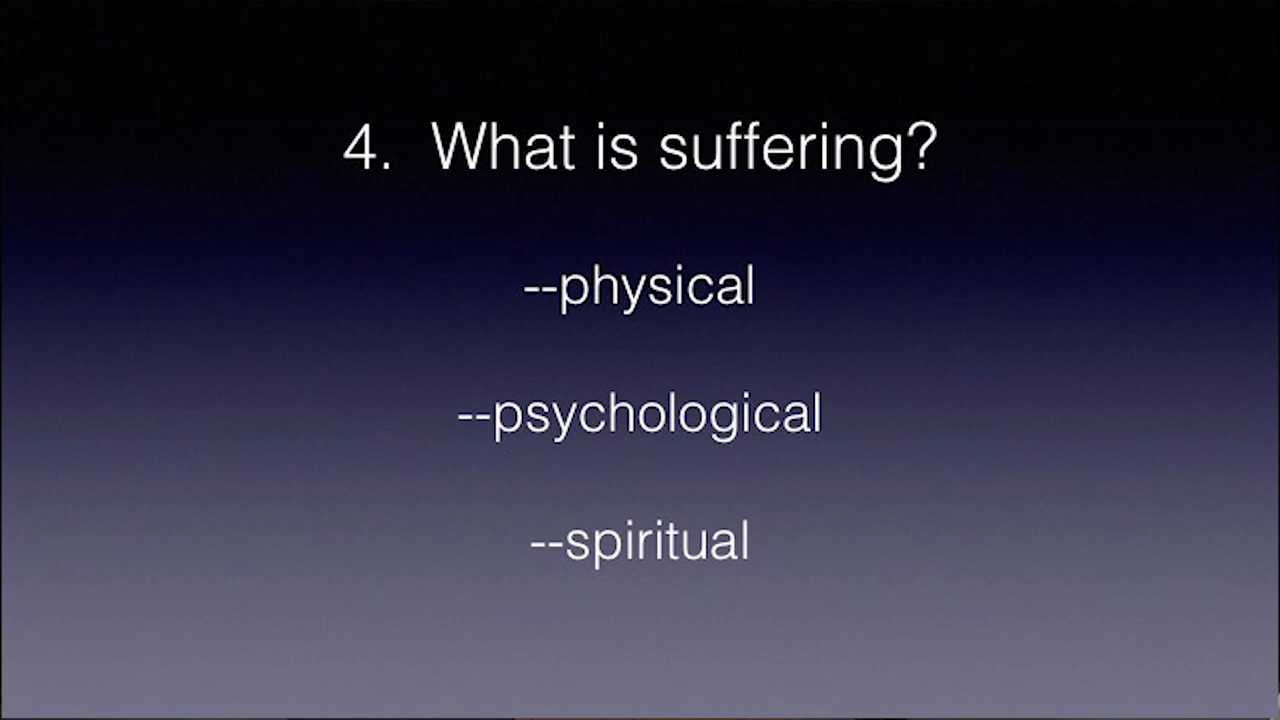 4. What is suffering?
--physical
--psychological
--spiritual